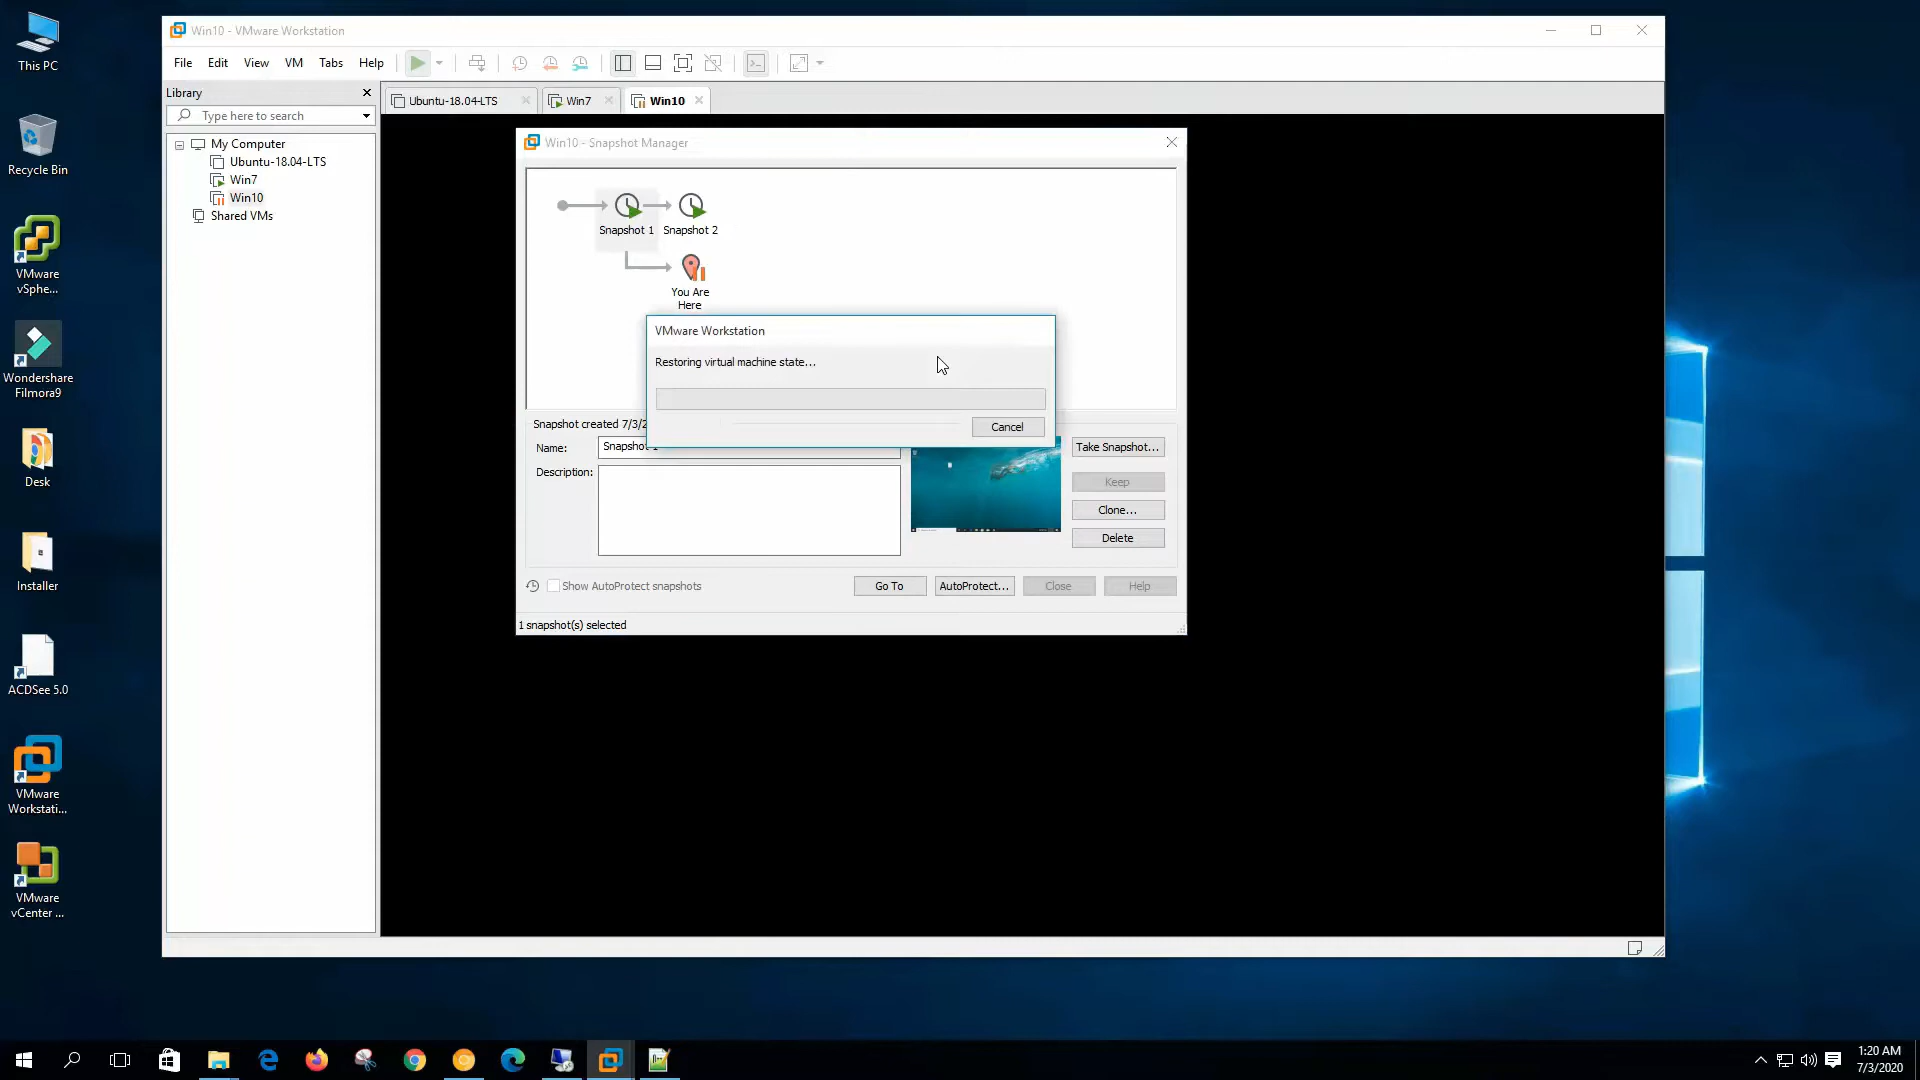 This PC
Recycle Bin
VMware
vSphe...
Wondershare
Filmora9
Desk
Installer
ACDSee 5.0
VMware
Workstati...
VMware
vCenter ...
Win10 - VMware Workstation
File Edit View VM Tabs Help
Library
Type here to search
My Computer
Ubuntu-18.04-LTS
Win7
Win10
Shared VMs
Ubuntu-18.04-LTS Win7 Win10
Win10 - Snapshot Manager
Snapshot 1 Snapshot 2
You Are
Here
VMware Workstation
Restoring virtual machine state...
Cancel
Snapshot created 7/3/2
Name: Snapshot 1
Description:
Take Snapshot...
Keep
Clone...
Delete
Show AutoProtect snapshots
Go To AutoProtect... Close Help
1 snapshot(s) selected
1:20 AM
7/3/2020